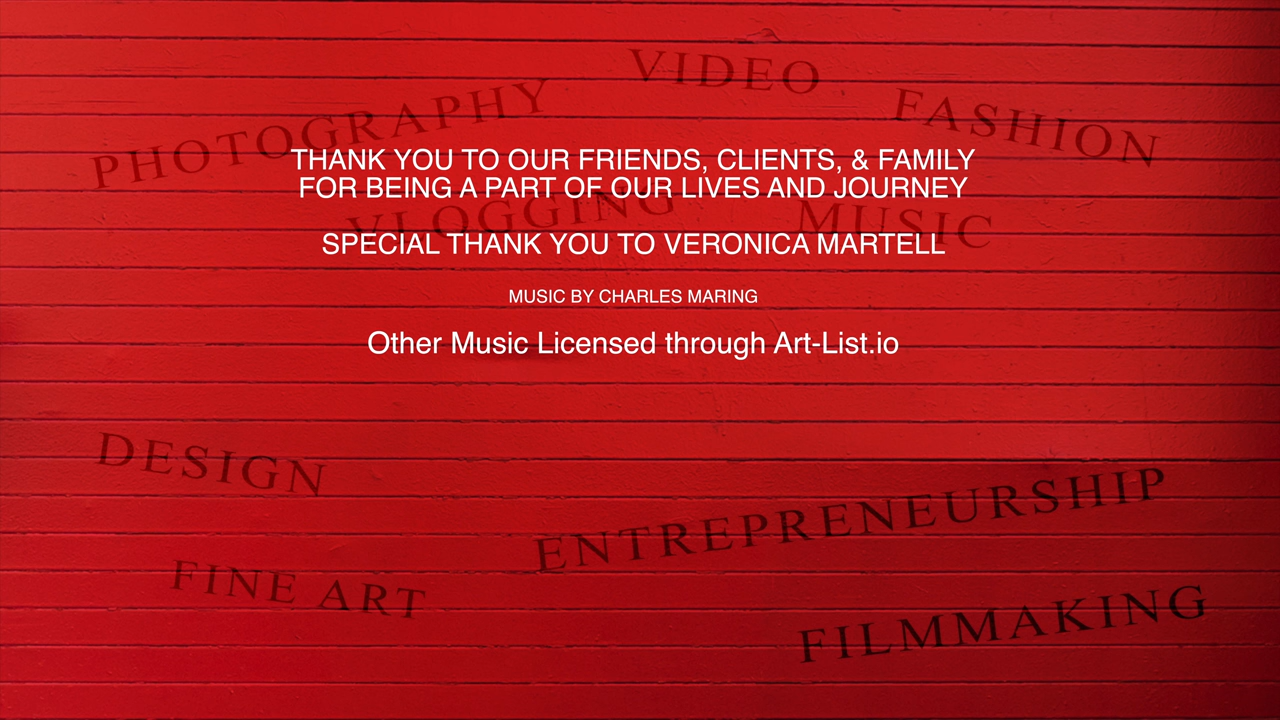 VIDEO
PHOTOGRAPHY
FASHION
THANK YOU TO OUR FRIENDS, CLIENTS, & FAMILY
FOR BEING A PART OF OUR LIVES AND JOURNEY
VLOGGING
MUSIC
SPECIAL THANK YOU TO VERONICA MARTELL
MUSIC BY CHARLES MARING
Other Music Licensed through Art-List.io
DESIGN
ENTREPRENEURSHIP
FINE ART
FILMMAKING